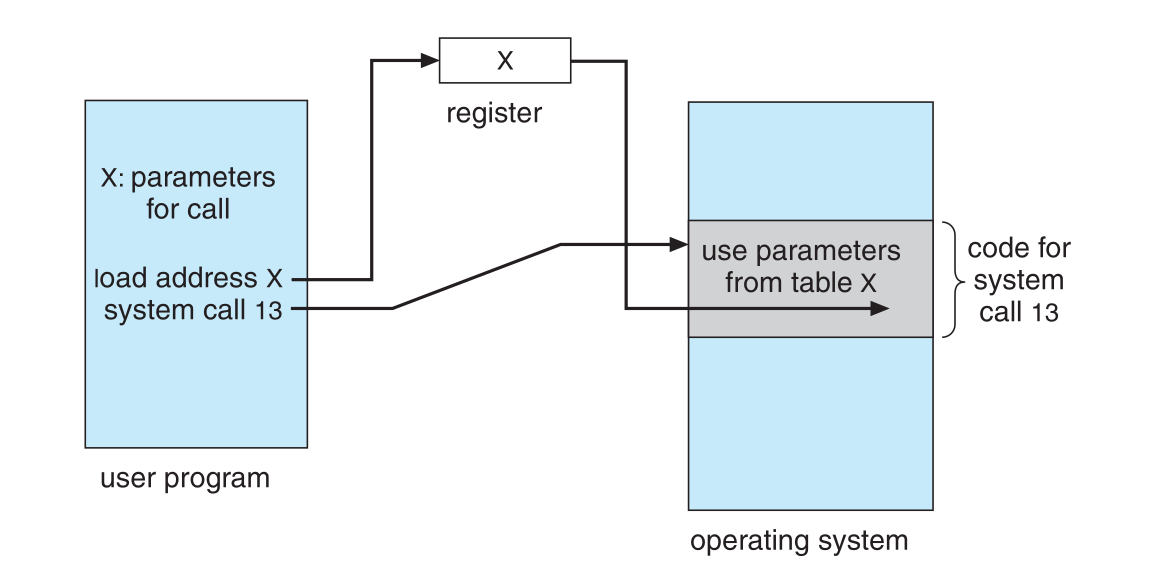 X
register
X: parameters
for call
load address X
system call 13
user program
use parameters
from table X
code for
system
call 13
operating system